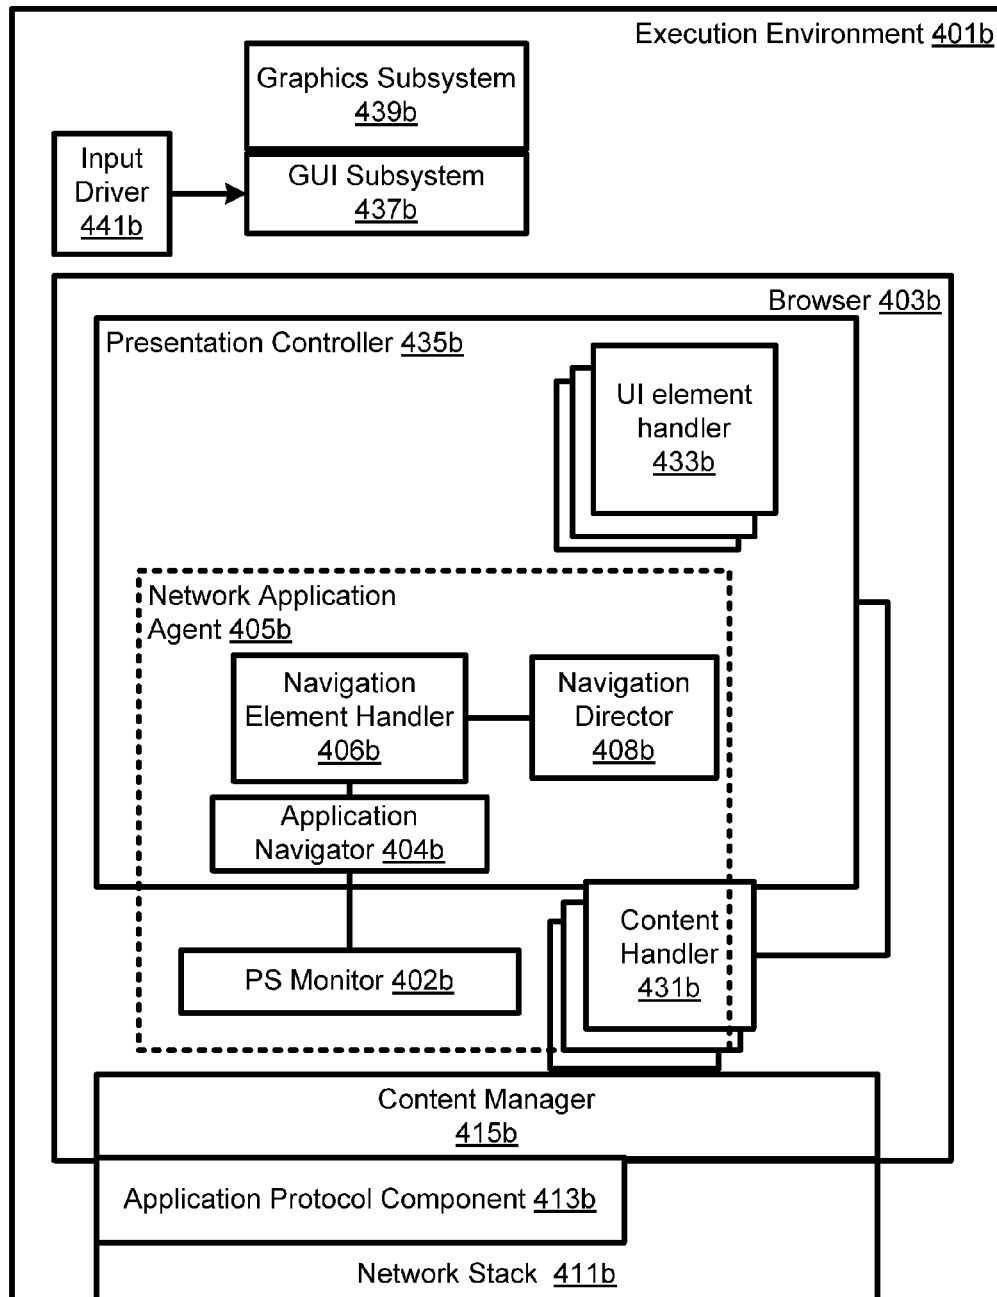 Execution Environment 401b
Graphics Subsystem
439b
Input
Driver
441b
GUI Subsystem
437b
Browser 403b
Presentation Controller 435b
UI element
handler
433b
Network Application
Agent 405b
Navigation
Element Handler
406b
Navigation
Director
408b
Application
Navigator 404b
Content
Handler
431b
PS Monitor 402b
Content Manager
415b
Application Protocol Component 413b
Network Stack 411b